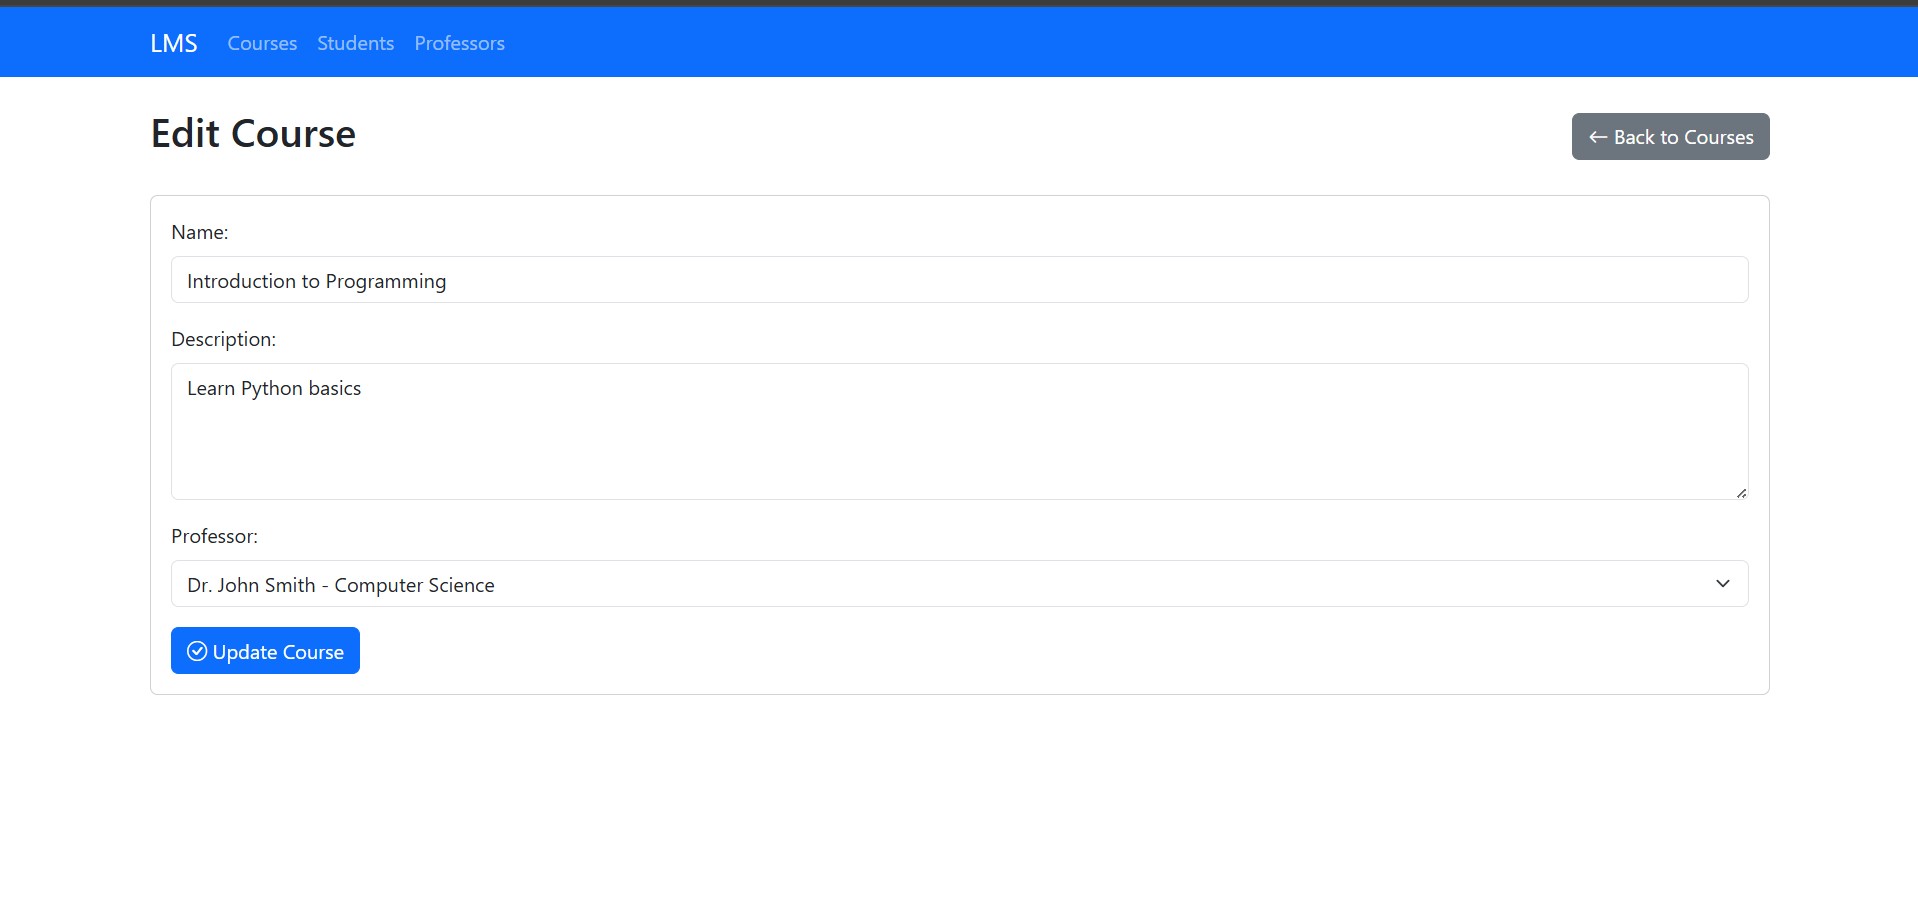 LMS Courses Students Professors
Edit Course
Back to Courses
Name:
Introduction to Programming
Description:
Learn Python basics
Professor:
Dr. John Smith - Computer Science
Update Course